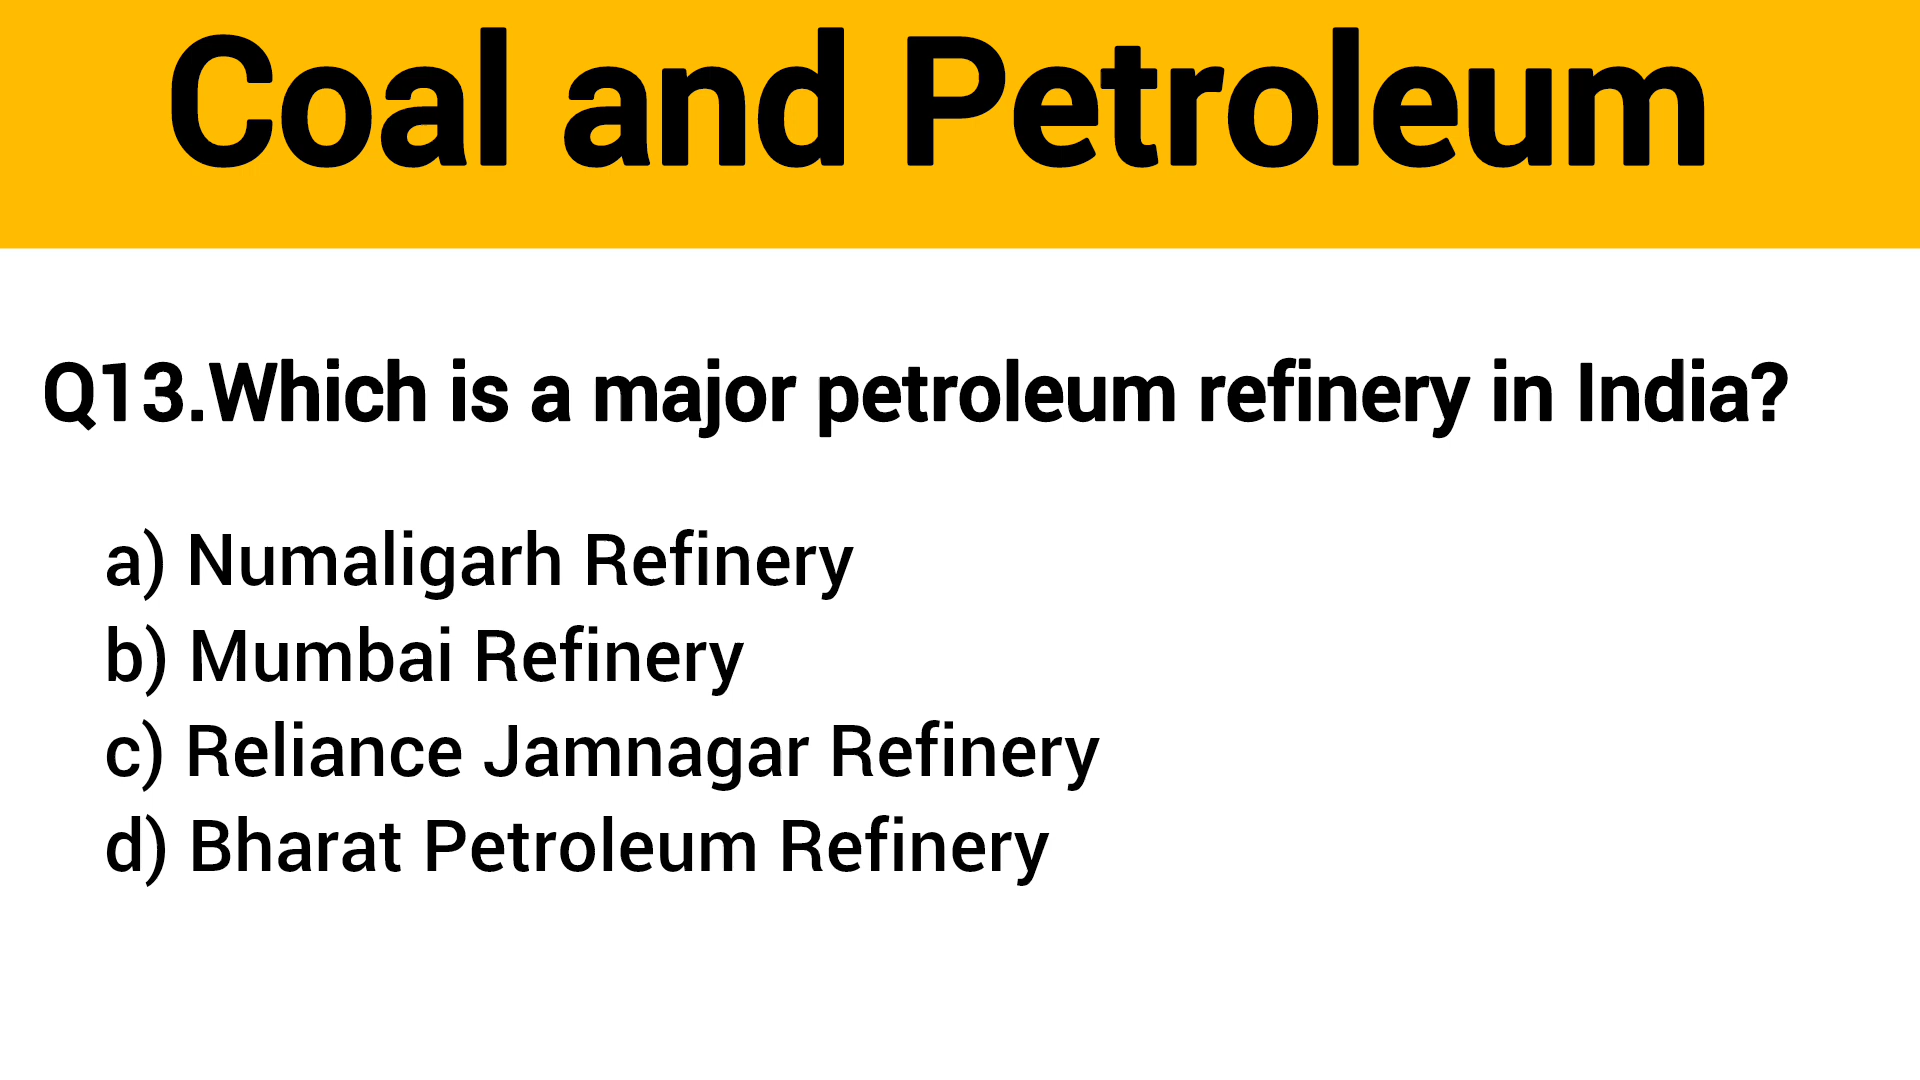 Coal and Petroleum
Q13.Which is a major petroleum refinery in India?
a) Numaligarh Refinery
b) Mumbai Refinery
c) Reliance Jamnagar Refinery
d) Bharat Petroleum Refinery